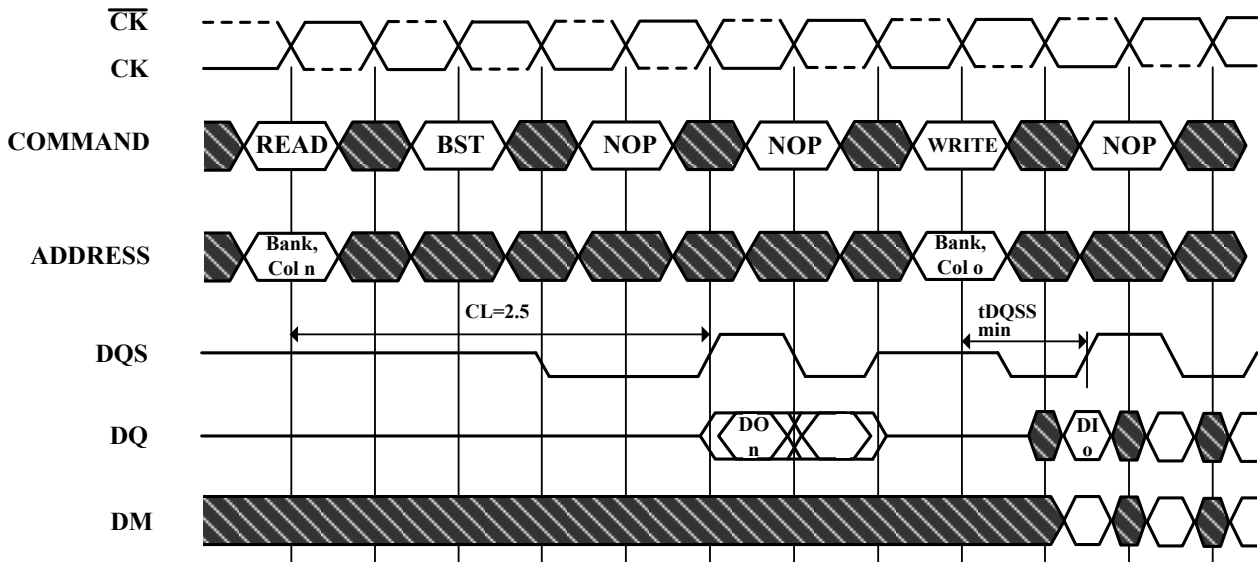 CK
CK
COMMAND
READ
BST
NOP
NOP
WRITE
NOP
ADDRESS
Bank,
Col n
Bank,
Col o
CL=2.5
tDQSS
min
DQS
DQ
DO
n
DI
o
DM